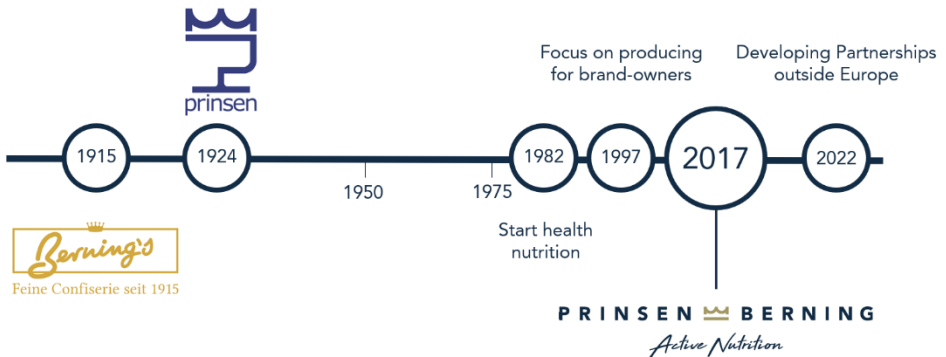 prinsen
Focus on producing
for brand-owners
Developing Partnerships
outside Europe
1915
1924
1950
1975
1982
1997
2017
2022
Berning's
Feine Confiserie seit 1915
Start health
nutrition
PRINSEN BERNING
Active Nutrition